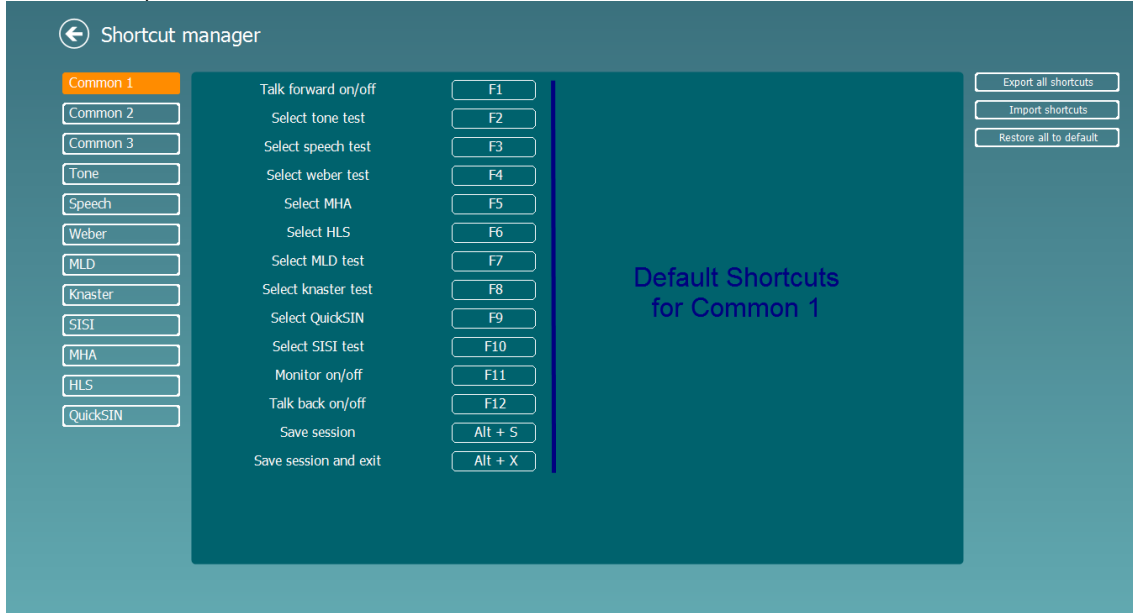 Shortcut manager
Common 1
Common 2
Common 3
Tone
Speech
Weber
MLD
Knaster
SISI
MHA
HLS
QuickSIN
Talk forward on/off F1
Select tone test F2
Select speech test F3
Select weber test F4
Select MHA F5
Select HLS F6
Select MLD test F7
Select knaster test F8
Select QuickSIN F9
Select SISI test F10
Monitor on/off F11
Talk back on/off F12
Save session Alt + S
Save session and exit Alt + X
Default Shortcuts
for Common 1
Export all shortcuts
Import shortcuts
Restore all to default